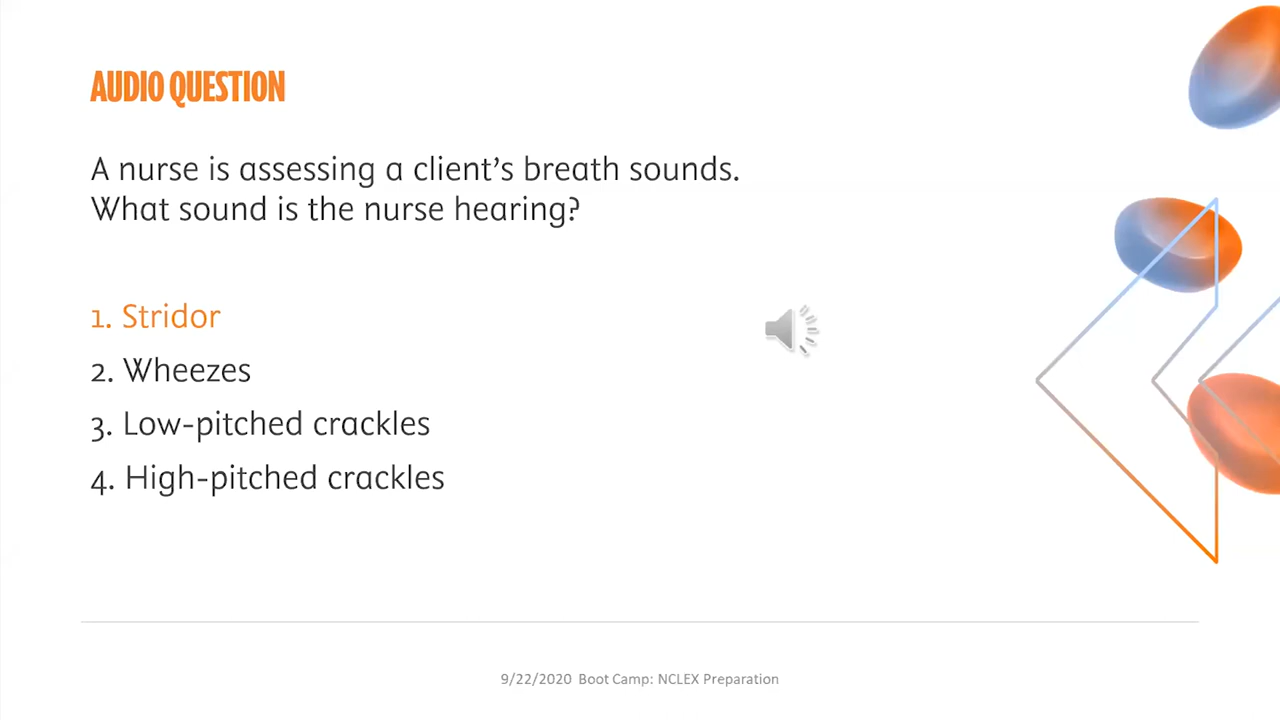 AUDIO QUESTION
A nurse is assessing a client’s breath sounds.
What sound is the nurse hearing?
1. Stridor
2. Wheezes
3. Low-pitched crackles
4. High-pitched crackles
9/22/2020 Boot Camp: NCLEX Preparation